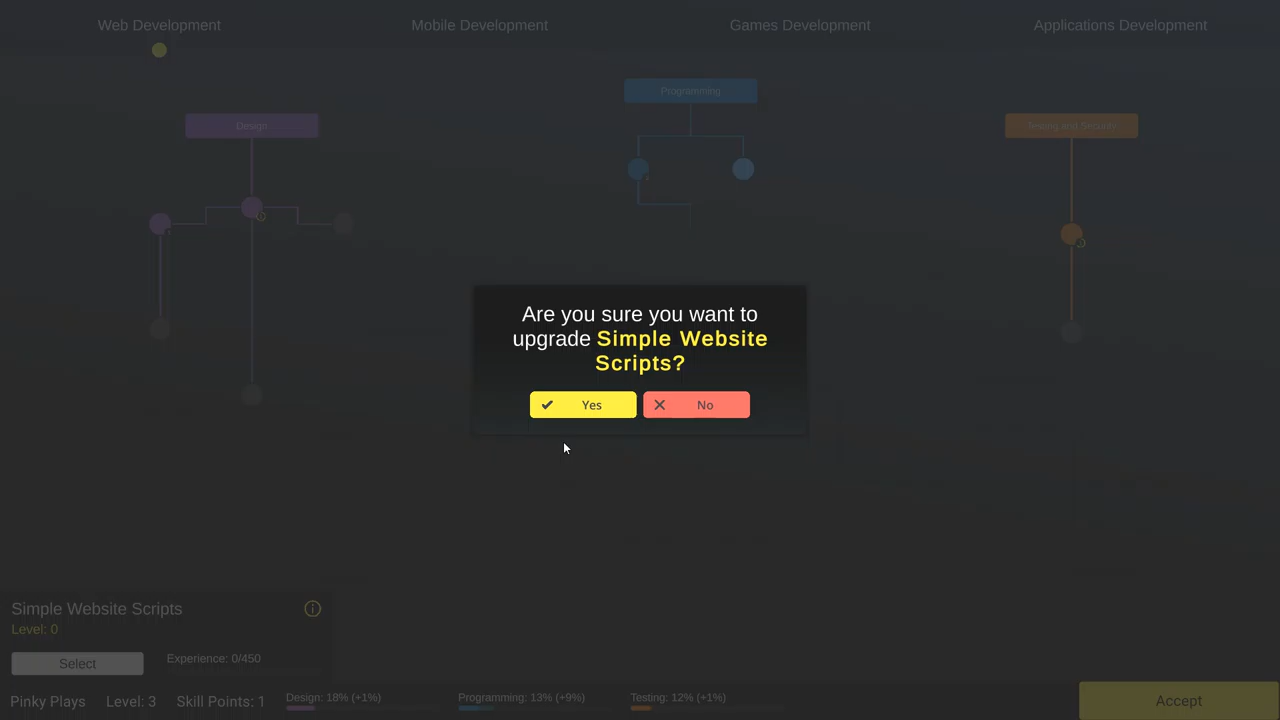 Web Development
Mobile Development
Games Development
Applications Development
Programming
Design
Testing and Security
Are you sure you want to
upgrade Simple Website
Scripts?
Yes
No
Simple Website Scripts
Level: 0
Select
Experience: 0/450
Pinky Plays
Level: 3
Skill Points: 1
Design: 18% (+1%)
Programming: 13% (+9%)
Testing: 12% (+1%)
Accept